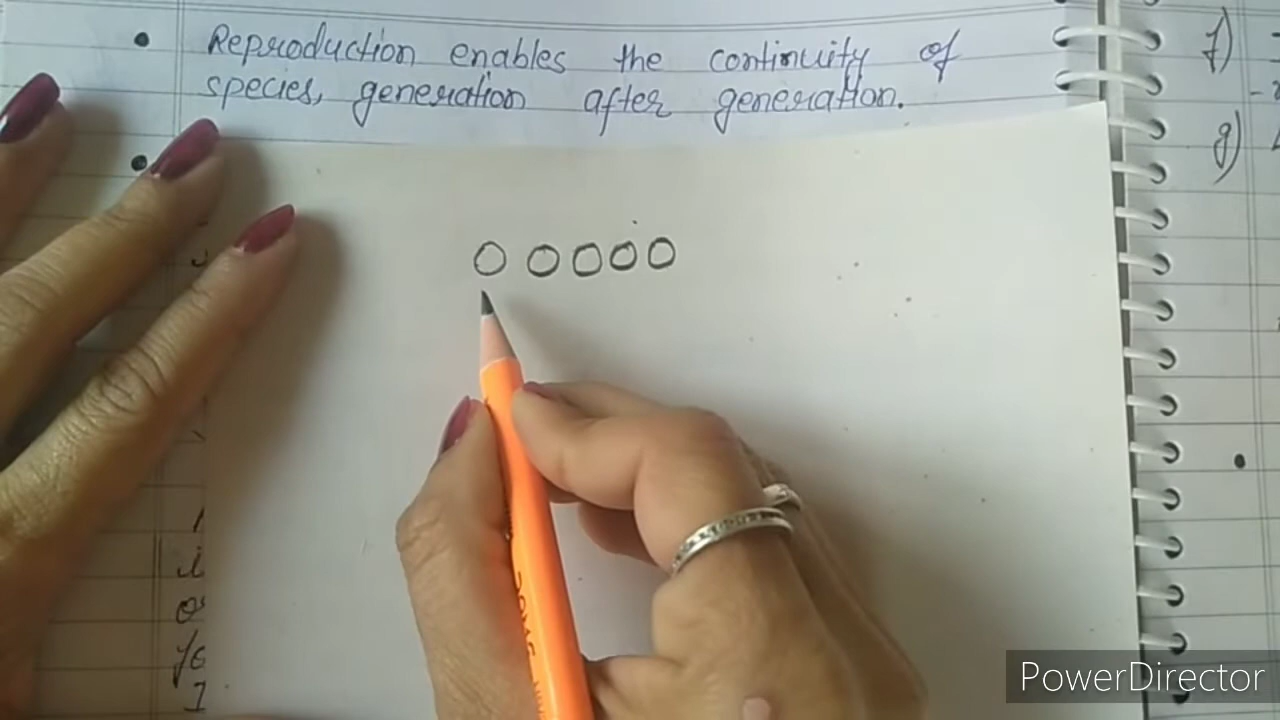 Reproduction enables the continuity of
species, generation after generation.
f)
g)
PowerDirector